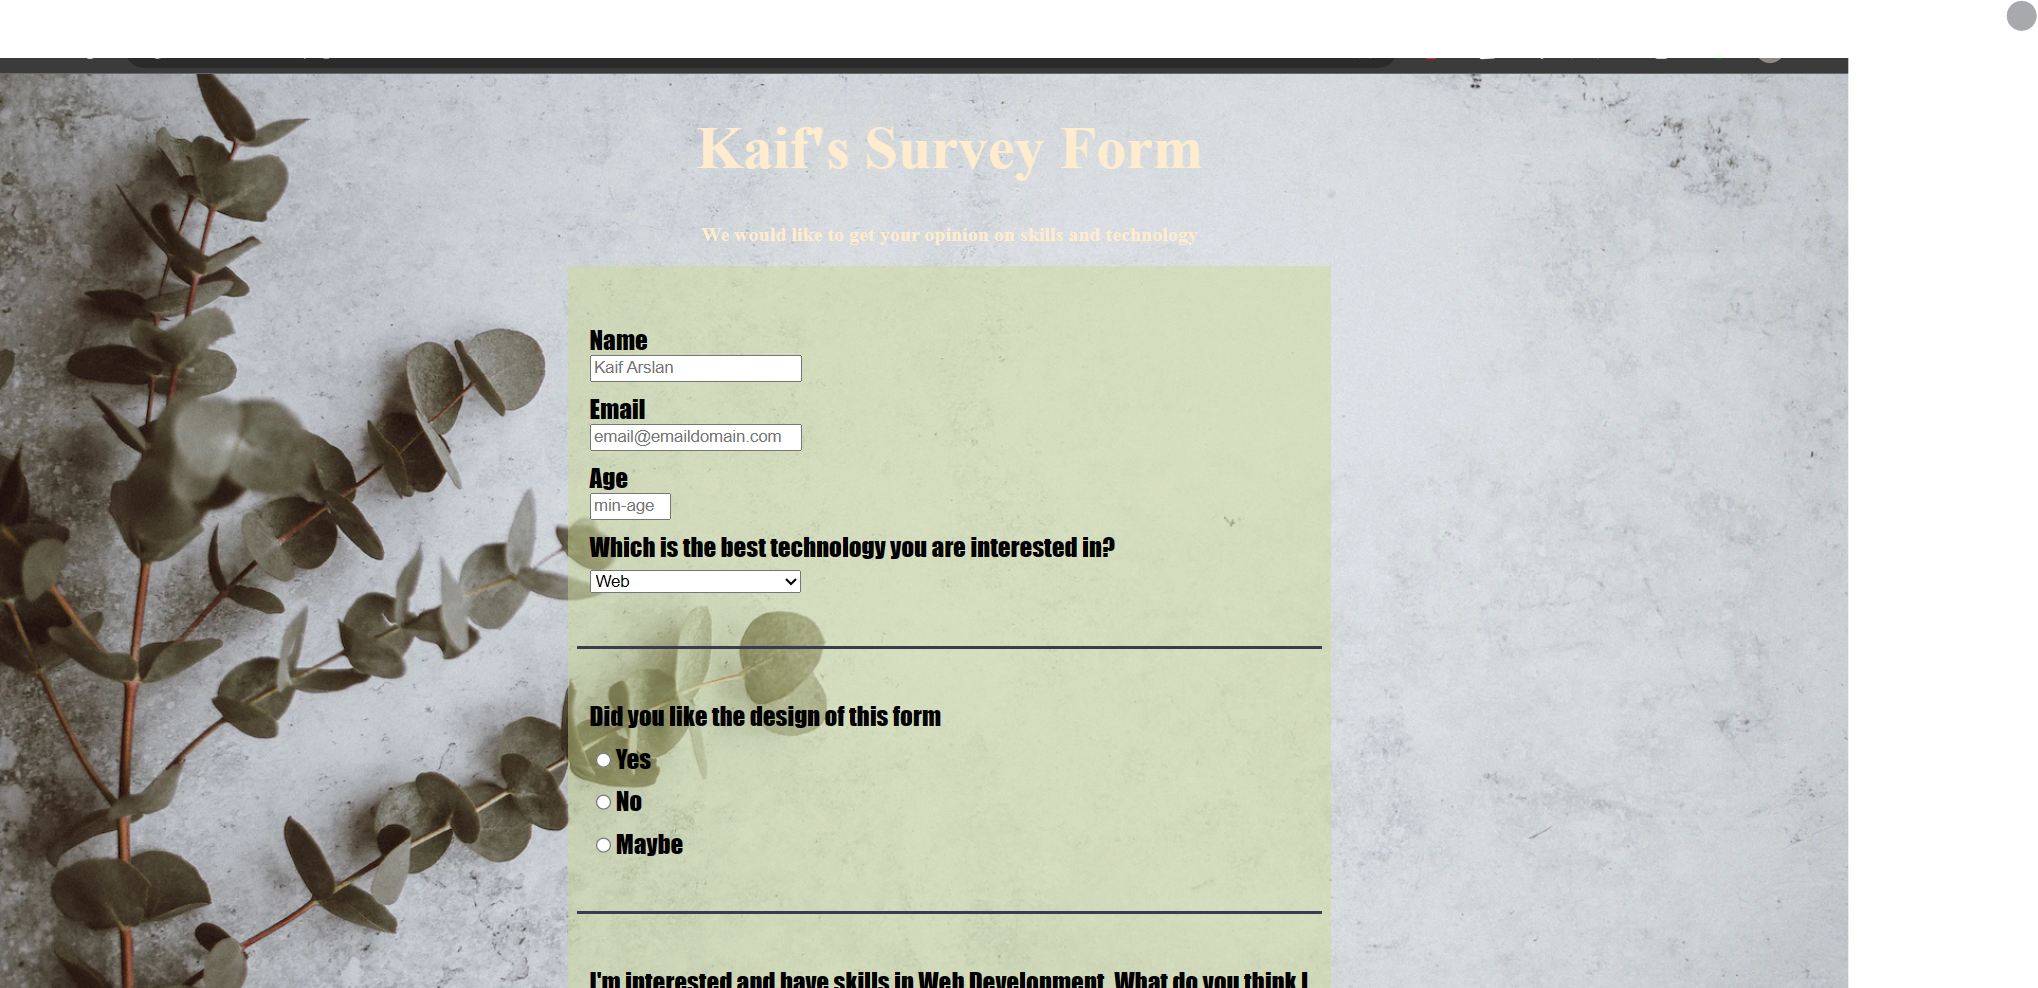 Kaif's Survey Form
We would like to get your opinion on skills and technology
Name
Kaif Arslan
Email
email@emaildomain.com
Age
min-age
Which is the best technology you are interested in?
Web
Did you like the design of this form
Yes
No
Maybe
I'm interested and have skills in Web Development. What do you think I